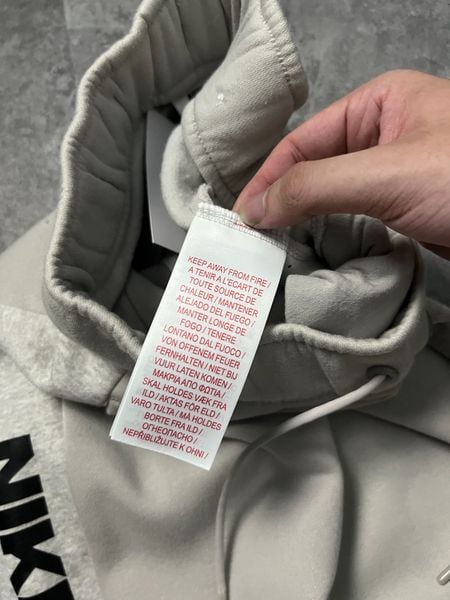 KEEP AWAY FROM FIRE /
A TENIR A L'ECART DE
TOUTE SOURCE DE
CHALEUR / MANTENER
ALEJADO DEL FUEGO /
MANTER LONGE DE
FOGO / TENERE
LONTANO DAL FUOCO /
VON OFFENEM FEUER
FERNHALTEN / NIET BIJ
VUUR LATEN KOMEN /
ΜΑΚΡΙΑ ΑΠΟ ΦΩΤΙΑ /
SKAL HOLDES VÆK FRA
ILD / AKTAS FÖR ELD /
VARO TULTA / MÅ HOLDES
BORTE FRA ILD /
ОГНЕОПАСНО /
NEPŘIBLIŽUJTE K OHNI /
NIKE